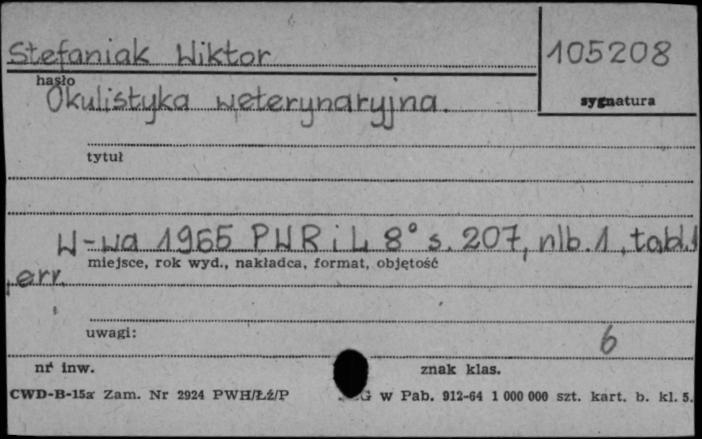 Stefaniak Wiktor
105208
hasło
sygnatura
Okulistyka weterynaryjna.
tytuł
W-wa 1965 PWRiL 8° s. 207, nlb. 1, tabl. 1
miejsce, rok wyd., nakładca, format, objętość
, err.
uwagi:
6
nr inw.
znak klas.
CWD-B-15a Zam. Nr 2924 PWH/Łź/P
G w Pab. 912-64 1 000 000 szt. kart. b. kl. 5.